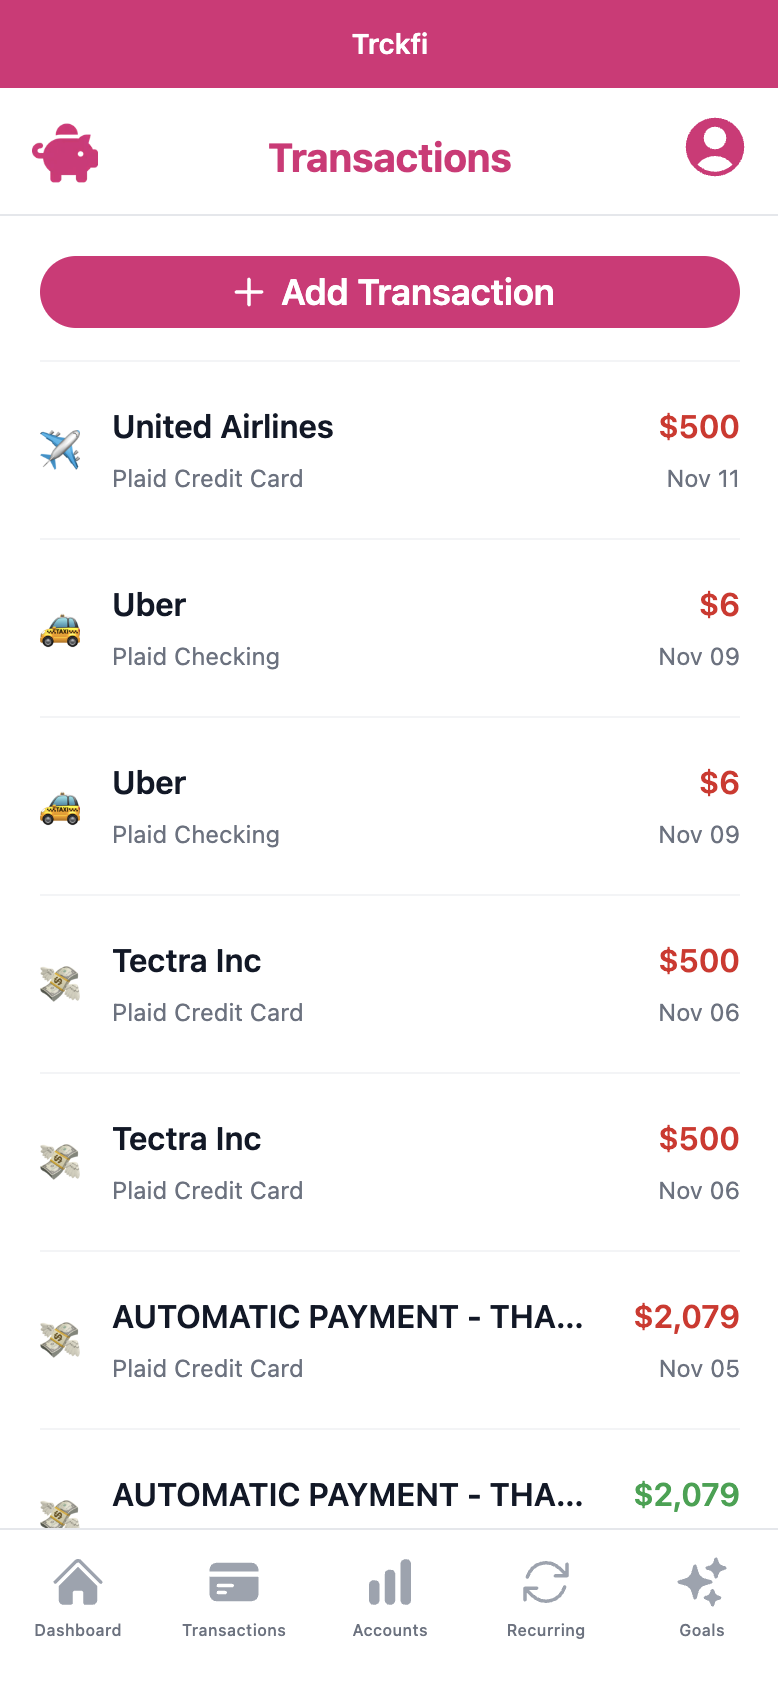 Trckfi
Transactions
+ Add Transaction
United Airlines $500
Plaid Credit Card Nov 11
Uber $6
Plaid Checking Nov 09
Uber $6
Plaid Checking Nov 09
Tectra Inc $500
Plaid Credit Card Nov 06
Tectra Inc $500
Plaid Credit Card Nov 06
AUTOMATIC PAYMENT - THA... $2,079
Plaid Credit Card Nov 05
AUTOMATIC PAYMENT - THA... $2,079
Dashboard Transactions Accounts Recurring Goals